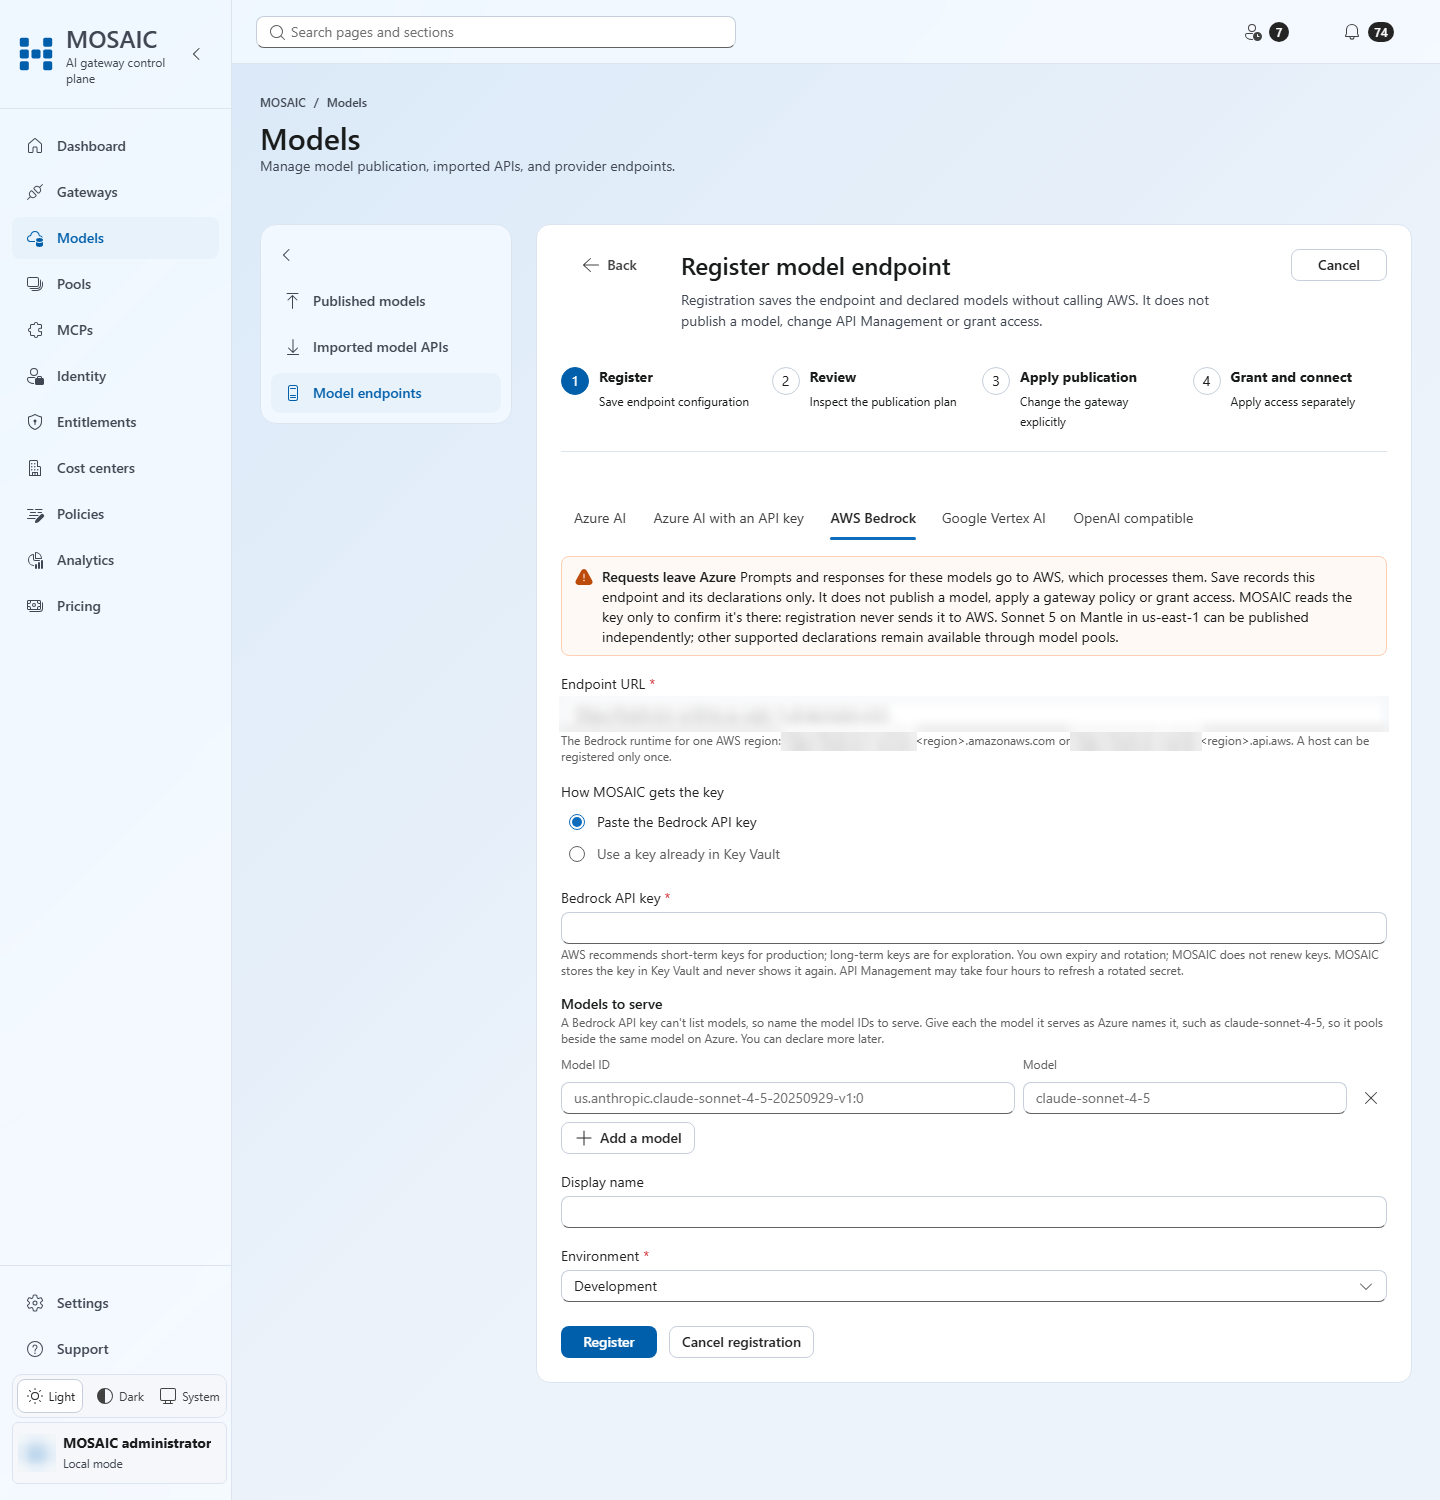 MOSAIC
AI gateway control
plane
Search pages and sections
7
74
Dashboard
Gateways
Models
Pools
MCPs
Identity
Entitlements
Cost centers
Policies
Analytics
Pricing
Settings
Support
Light
Dark
System
MOSAIC administrator
Local mode
MOSAIC / Models
Models
Manage model publication, imported APIs, and provider endpoints.
Published models
Imported model APIs
Model endpoints
Back
Register model endpoint
Cancel
Registration saves the endpoint and declared models without calling AWS. It does not
publish a model, change API Management or grant access.
1 Register
Save endpoint configuration
2 Review
Inspect the publication plan
3 Apply publication
Change the gateway
explicitly
4 Grant and connect
Apply access separately
Azure AI
Azure AI with an API key
AWS Bedrock
Google Vertex AI
OpenAI compatible
Requests leave Azure Prompts and responses for these models go to AWS, which processes them. Save records this
endpoint and its declarations only. It does not publish a model, apply a gateway policy or grant access. MOSAIC reads the
key only to confirm it's there: registration never sends it to AWS. Sonnet 5 on Mantle in us-east-1 can be published
independently; other supported declarations remain available through model pools.
Endpoint URL *
The Bedrock runtime for one AWS region: <region>.amazonaws.com or <region>.api.aws. A host can be
registered only once.
How MOSAIC gets the key
Paste the Bedrock API key
Use a key already in Key Vault
Bedrock API key *
AWS recommends short-term keys for production; long-term keys are for exploration. You own expiry and rotation; MOSAIC does not renew keys. MOSAIC
stores the key in Key Vault and never shows it again. API Management may take four hours to refresh a rotated secret.
Models to serve
A Bedrock API key can't list models, so name the model IDs to serve. Give each the model it serves as Azure names it, such as claude-sonnet-4-5, so it pools
beside the same model on Azure. You can declare more later.
Model ID
Model
us.anthropic.claude-sonnet-4-5-20250929-v1:0
claude-sonnet-4-5
Add a model
Display name
Environment *
Development
Register
Cancel registration